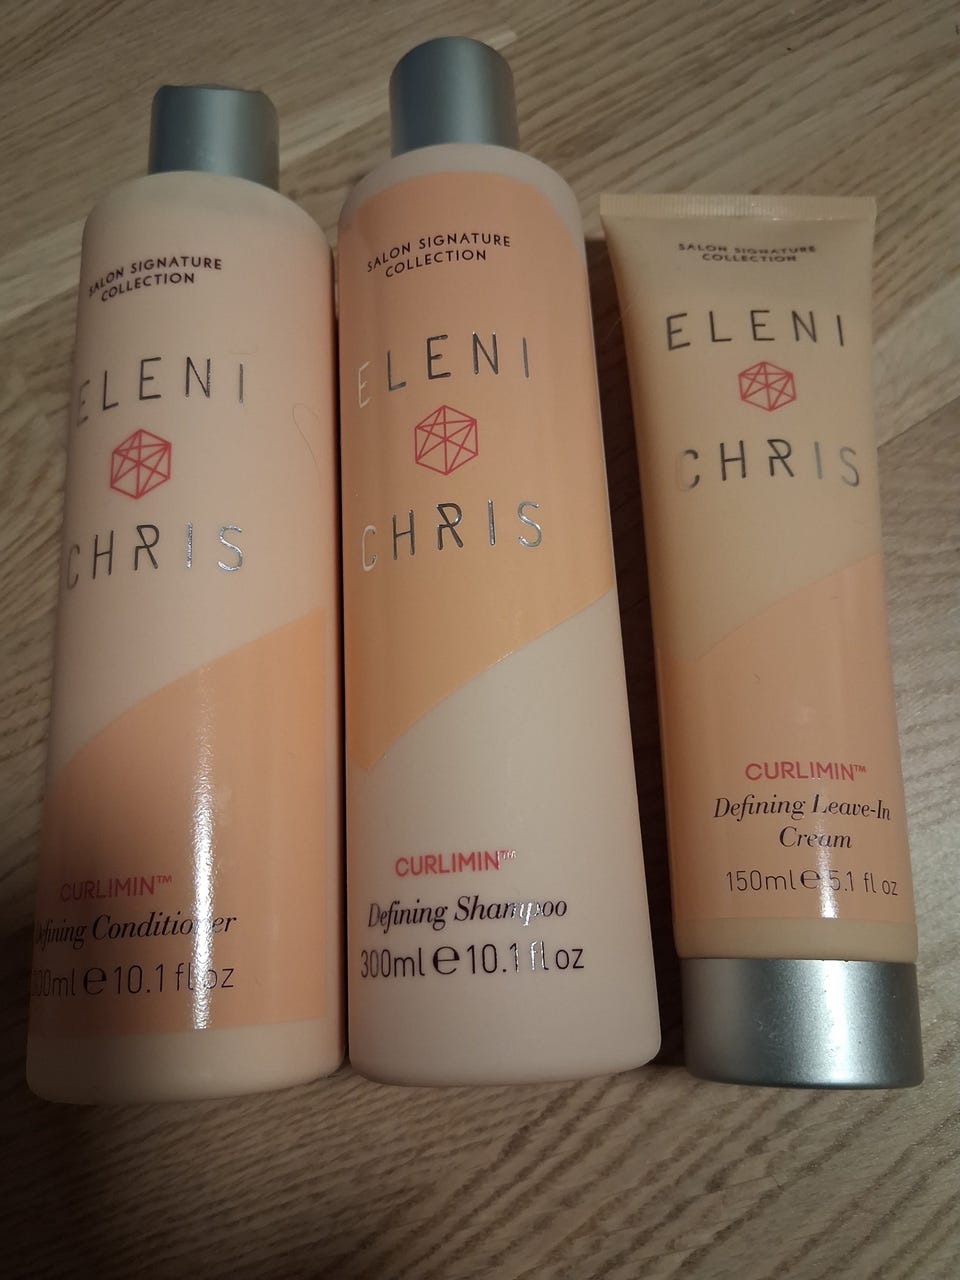 SALON SIGNATURE
COLLECTION
ELENI
CHRIS
CURLIMIN™
Defining Conditioner
300ml e 10.1 fl oz
SALON SIGNATURE
COLLECTION
ELENI
CHRIS
CURLIMIN™
Defining Shampoo
300ml e 10.1 fl oz
SALON SIGNATURE
COLLECTION
ELENI
CHRIS
CURLIMIN™
Defining Leave-In
Cream
150ml e 5.1 fl oz